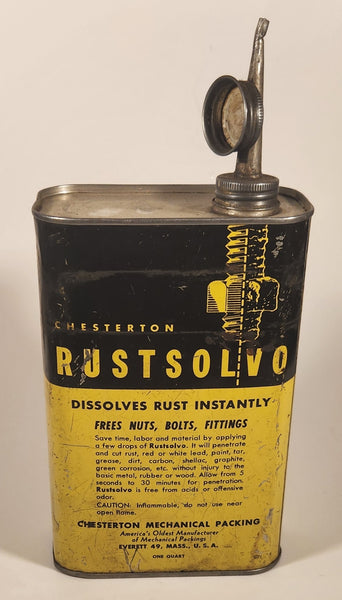 CHESTERTON
RUSTSOLVO
DISSOLVES RUST INSTANTLY
FREES NUTS, BOLTS, FITTINGS
Save time, labor and material by applying
a few drops of Rustsolvo. It will penetrate
and cut rust, red or white lead, paint, tar,
grease, dirt, carbon, shellac, graphite,
green corrosion, etc. without injury to the
basic metal, rubber or wood. Allow from 5
seconds to 30 minutes for penetration.
Rustsolvo is free from acids or offensive
odor.
CAUTION: Inflammable, do not use near
open flame.
CHESTERTON MECHANICAL PACKING
America's Oldest Manufacturer
of Mechanical Packings
EVERETT 49, MASS., U. S. A.
ONE QUART